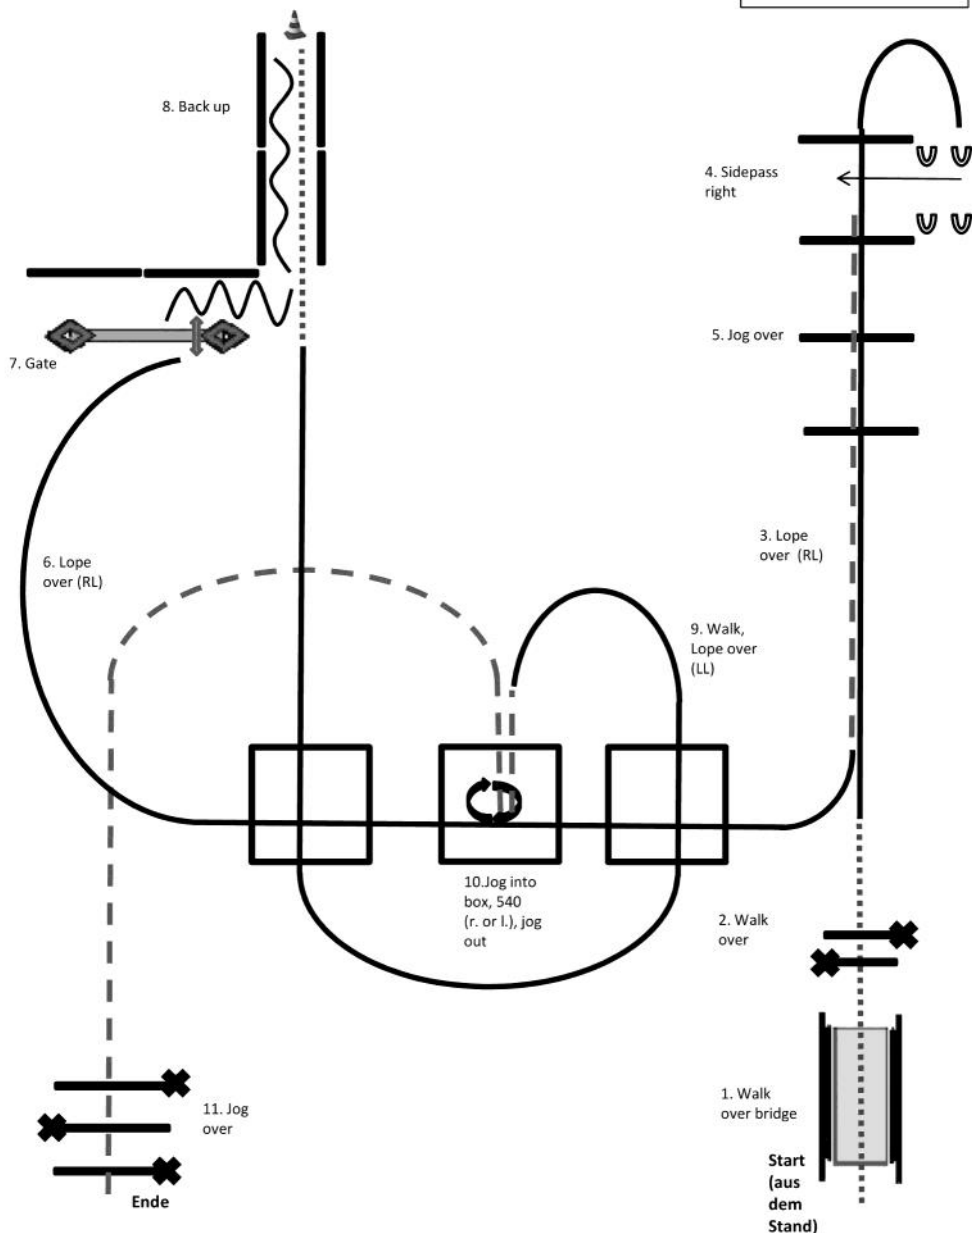 8. Back up
4. Sidepass
right
5. Jog over
7. Gate
6. Lope
over (RL)
3. Lope
over  (RL)
9. Walk,
Lope over
(LL)
10.Jog into
box, 540
(r. or l.), jog
out
2. Walk
over
1. Walk
over bridge
11. Jog
over
Start
(aus
dem
Stand)
Ende